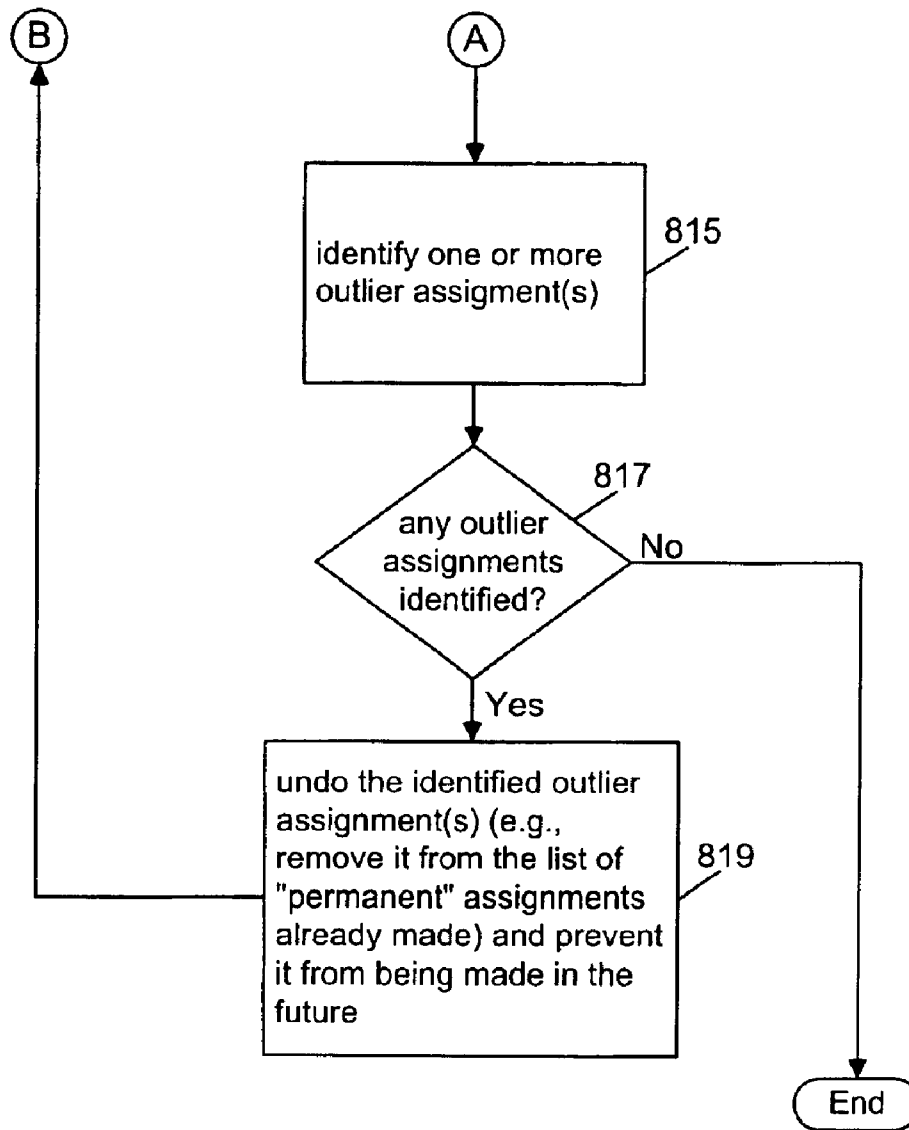 B
A
identify one or more
outlier assigment(s)
815
817
any outlier
assignments
identified?
No
Yes
undo the identified outlier
assignment(s) (e.g.,
remove it from the list of
"permanent" assignments
already made) and prevent
it from being made in the
future
819
End